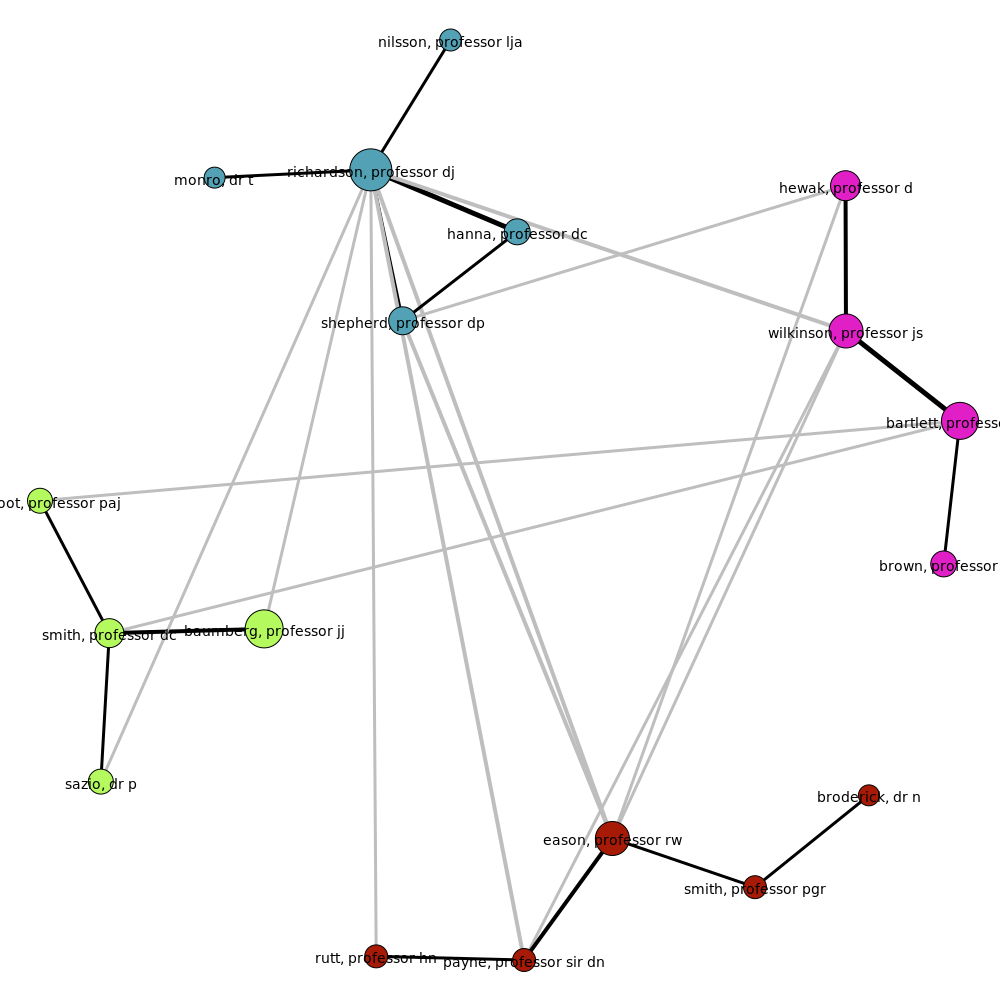 nilsson, professor lja
richardson, professor dj
monro, dr t
hewak, professor d
hanna, professor dc
shepherd, professor dp
wilkinson, professor js
bartlett,
professor paj
brown, professor
smith, professor dc
baumberg, professor jj
sazio, dr p
broderick, dr n
eason, professor rw
smith, professor pgr
rutt, professor hn
payne, professor sir dn